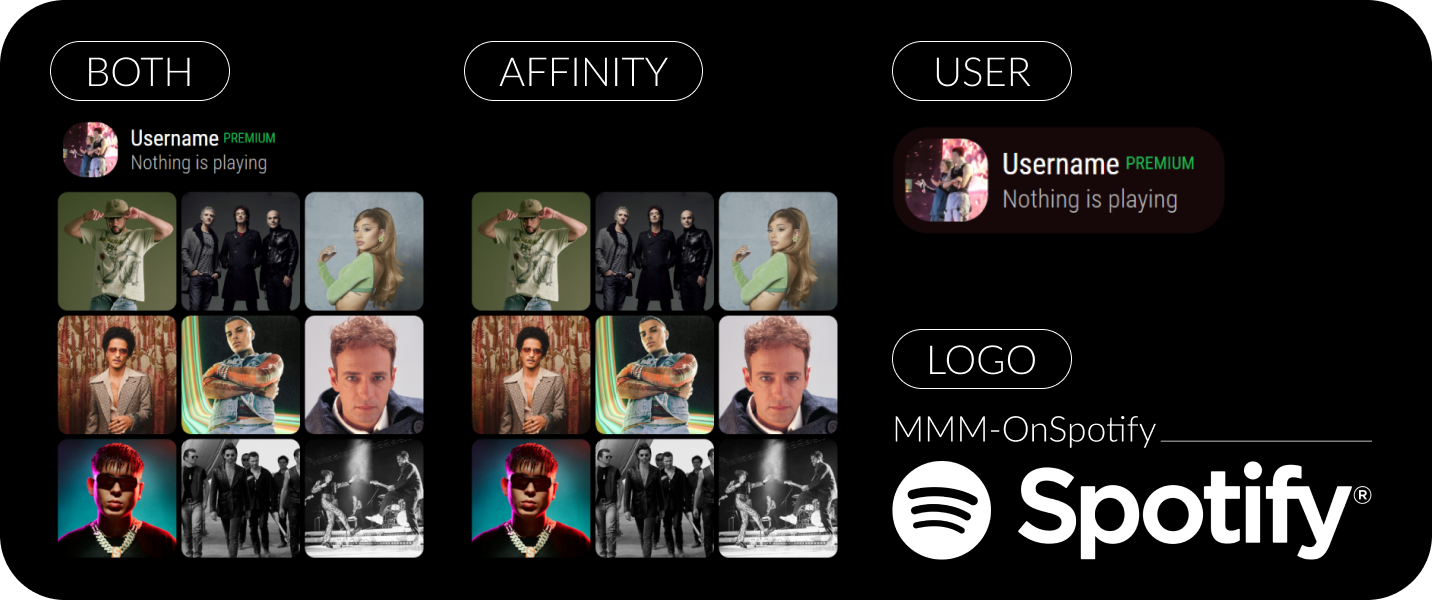 BOTH
Username PREMIUM
Nothing is playing
AFFINITY
USER
Username PREMIUM
Nothing is playing
LOGO
MMM-OnSpotify
Spotify®